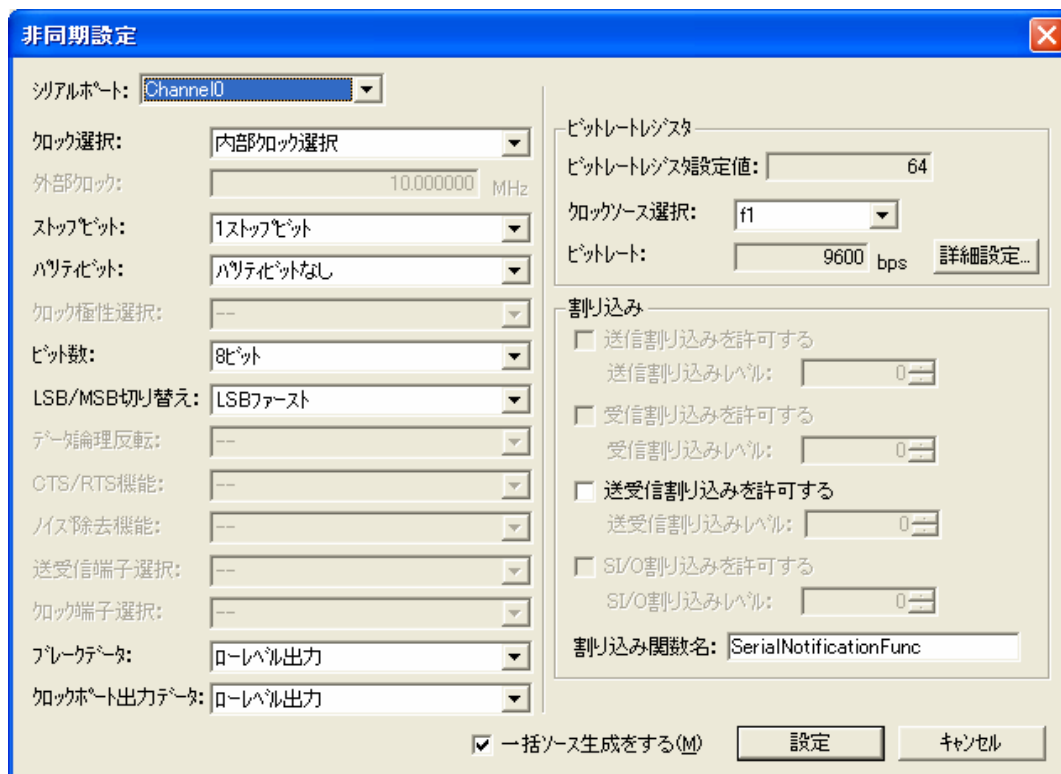 非同期設定
シリアルポート: Channel0
クロック選択: 内部クロック選択
外部クロック: 10.000000 MHz
ストップビット: 1ストップビット
パリティビット: パリティビットなし
クロック極性選択: --
ビット数: 8ビット
LSB/MSB切り替え: LSBファースト
データ論理反転: --
CTS/RTS機能: --
ノイズ除去機能: --
送受信端子選択: --
クロック端子選択: --
ブレークデータ: ローレベル出力
クロックポート出力データ: ローレベル出力
ビットレートレジスタ
ビットレートレジスタ設定値: 64
クロックソース選択: f1
ビットレート: 9600 bps 詳細設定...
割り込み
送信割り込みを許可する
送信割り込みレベル: 0
受信割り込みを許可する
受信割り込みレベル: 0
送受信割り込みを許可する
送受信割り込みレベル: 0
SI/O割り込みを許可する
SI/O割り込みレベル: 0
割り込み関数名: SerialNotificationFunc
一括ソース生成をする(M) 設定 キャンセル